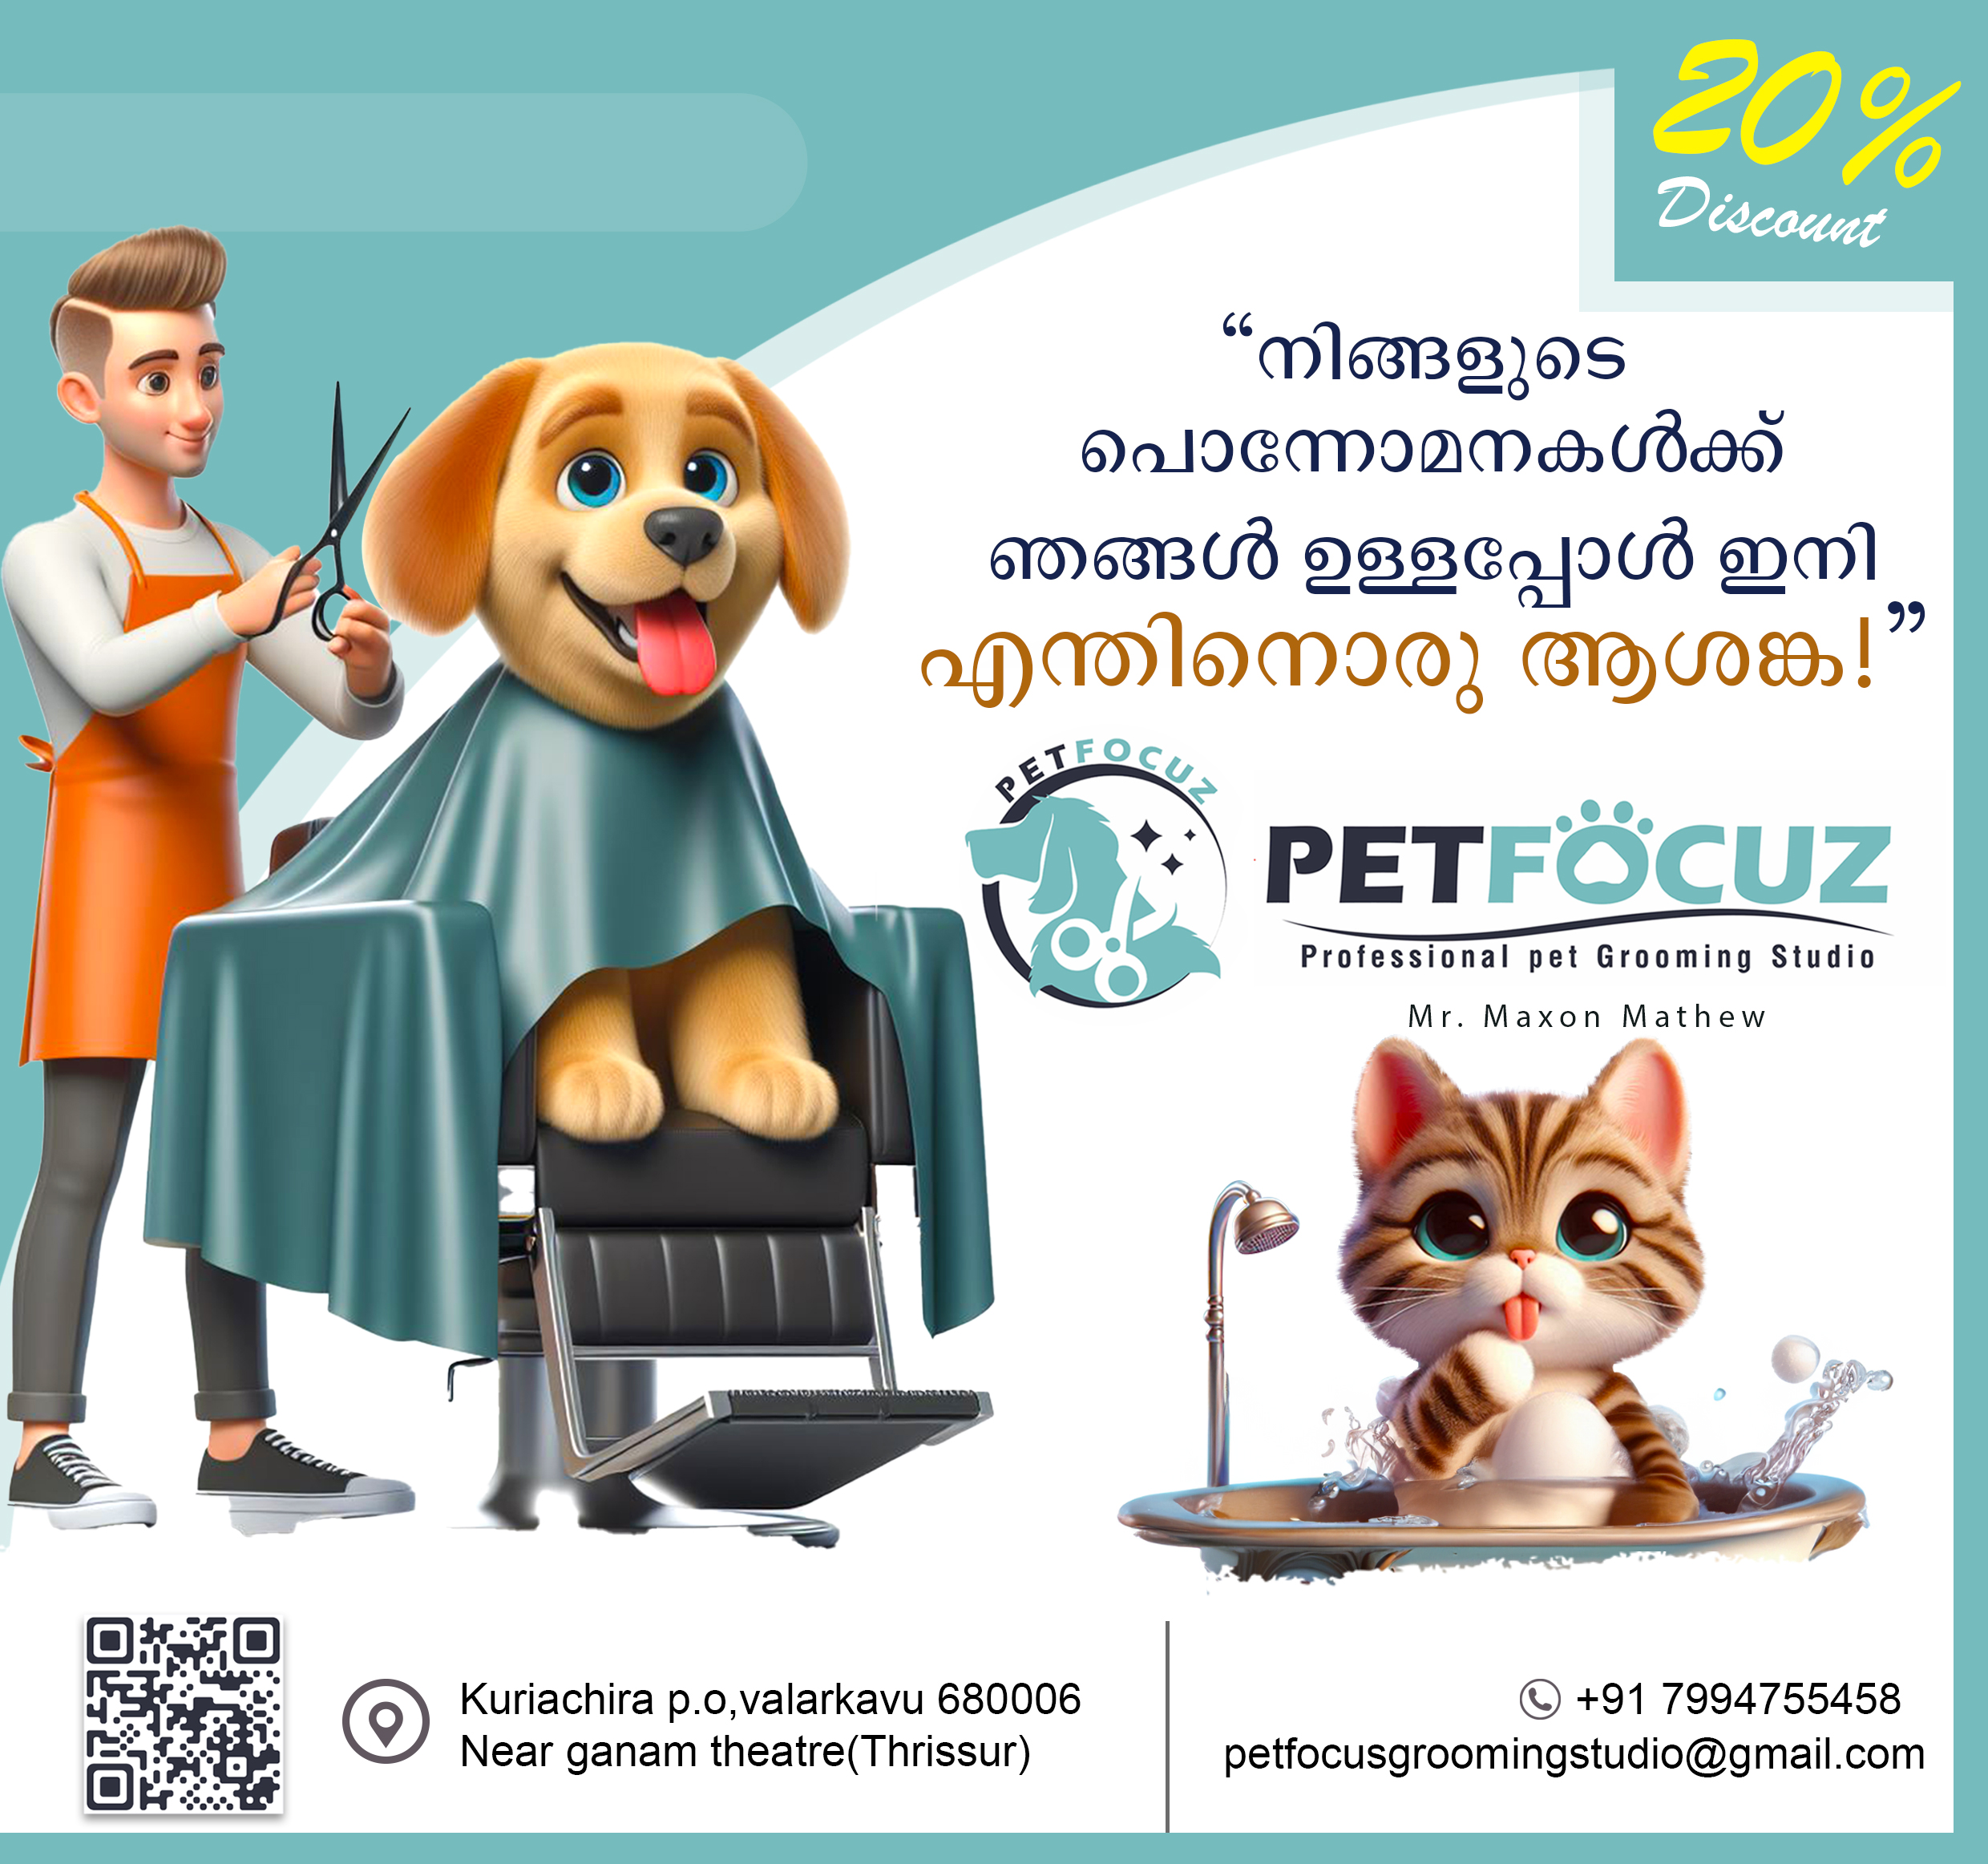 20%
Discount
“നിങ്ങളുടെ
പൊന്നോമനകൾക്ക്
ഞങ്ങൾ ഉള്ളപ്പോൾ ഇനി
എന്തിനൊരു ആശങ്ക!”
PETFOCUZ
PETFOCUZ
Professional pet Grooming Studio
Mr. Maxon Mathew
Kuriachira p.o,valarkavu 680006
Near ganam theatre(Thrissur)
+91 7994755458
petfocusgroomingstudio@gmail.com